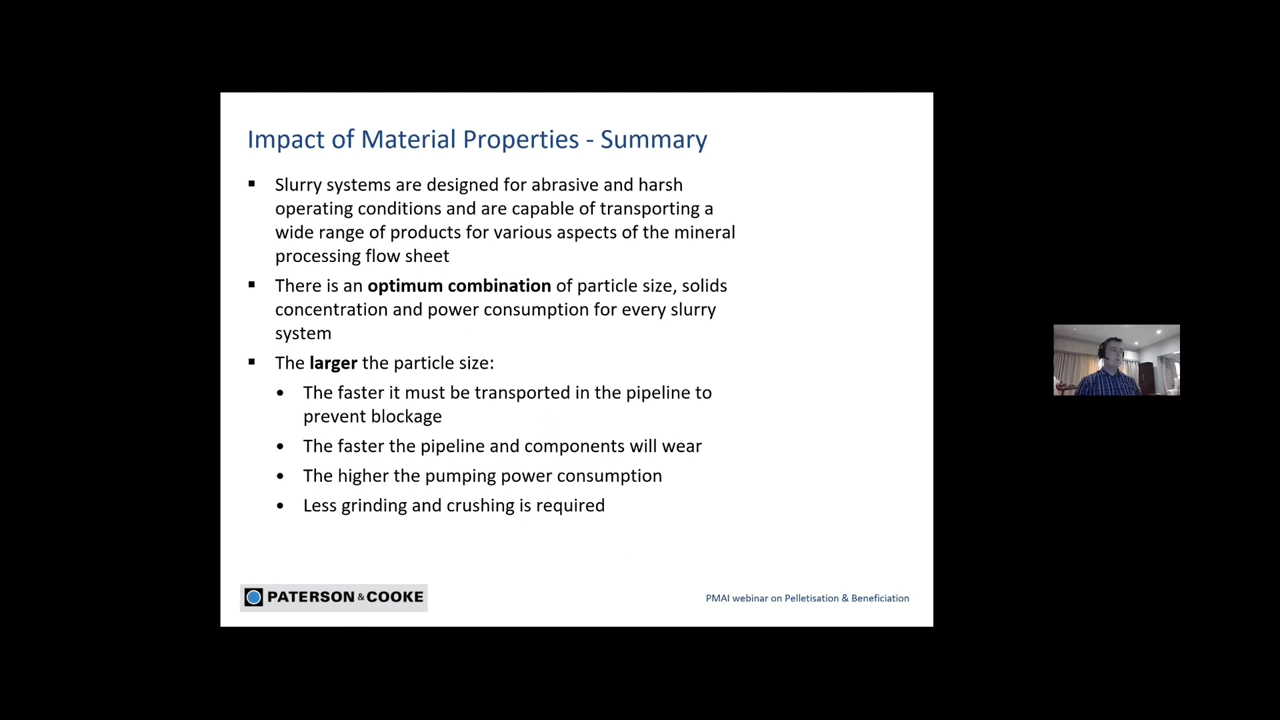 Impact of Material Properties - Summary
▪ Slurry systems are designed for abrasive and harsh
operating conditions and are capable of transporting a
wide range of products for various aspects of the mineral
processing flow sheet
▪ There is an optimum combination of particle size, solids
concentration and power consumption for every slurry
system
▪ The larger the particle size:
• The faster it must be transported in the pipeline to
prevent blockage
• The faster the pipeline and components will wear
• The higher the pumping power consumption
• Less grinding and crushing is required
PATERSON & COOKE
PMAI webinar on Pelletisation & Beneficiation